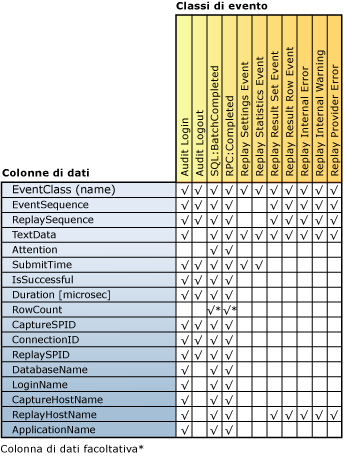 Classi di evento
Colonne di dati
Audit Login
Audit Logout
SQL:BatchCompleted
RPC:Completed
Replay Settings Event
Replay Statistics Event
Replay Result Set Event
Replay Result Row Event
Replay Internal Error
Replay Internal Warning
Replay Provider Error
EventClass (name) √ √ √ √ √ √ √ √ √ √ √
EventSequence √ √ √ √ √ √ √ √ √
ReplaySequence √ √ √ √ √ √ √ √ √
TextData √ √ √ √ √ √ √ √ √ √
Attention √ √
SubmitTime √ √ √ √ √ √
IsSuccessful √ √ √ √
Duration [microsec] √ √ √ √
RowCount √* √*
CaptureSPID √ √ √ √
ConnectionID √ √ √ √
ReplaySPID √ √ √ √
DatabaseName √ √ √
LoginName √ √ √
CaptureHostName √ √ √
ReplayHostName √ √ √ √ √ √ √ √
ApplicationName √ √ √
Colonna di dati facoltativa*